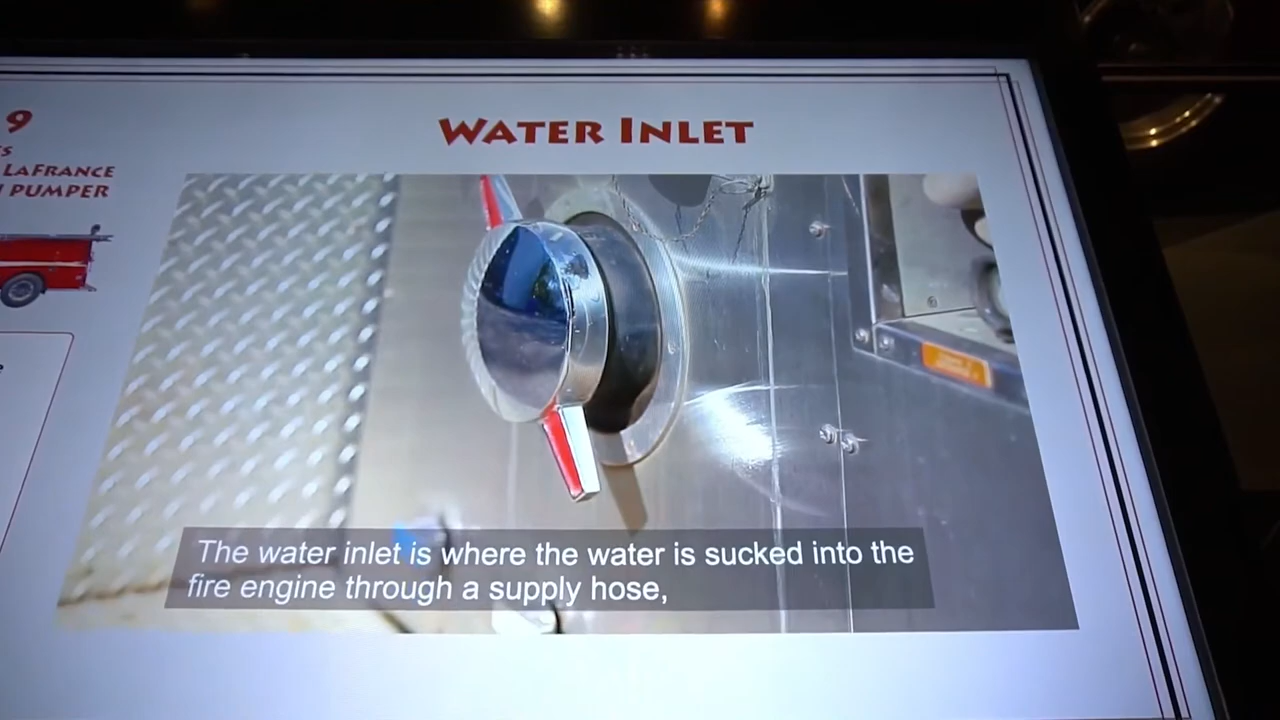 9
LAFRANCE
PUMPER
WATER INLET
The water inlet is where the water is sucked into the
fire engine through a supply hose,